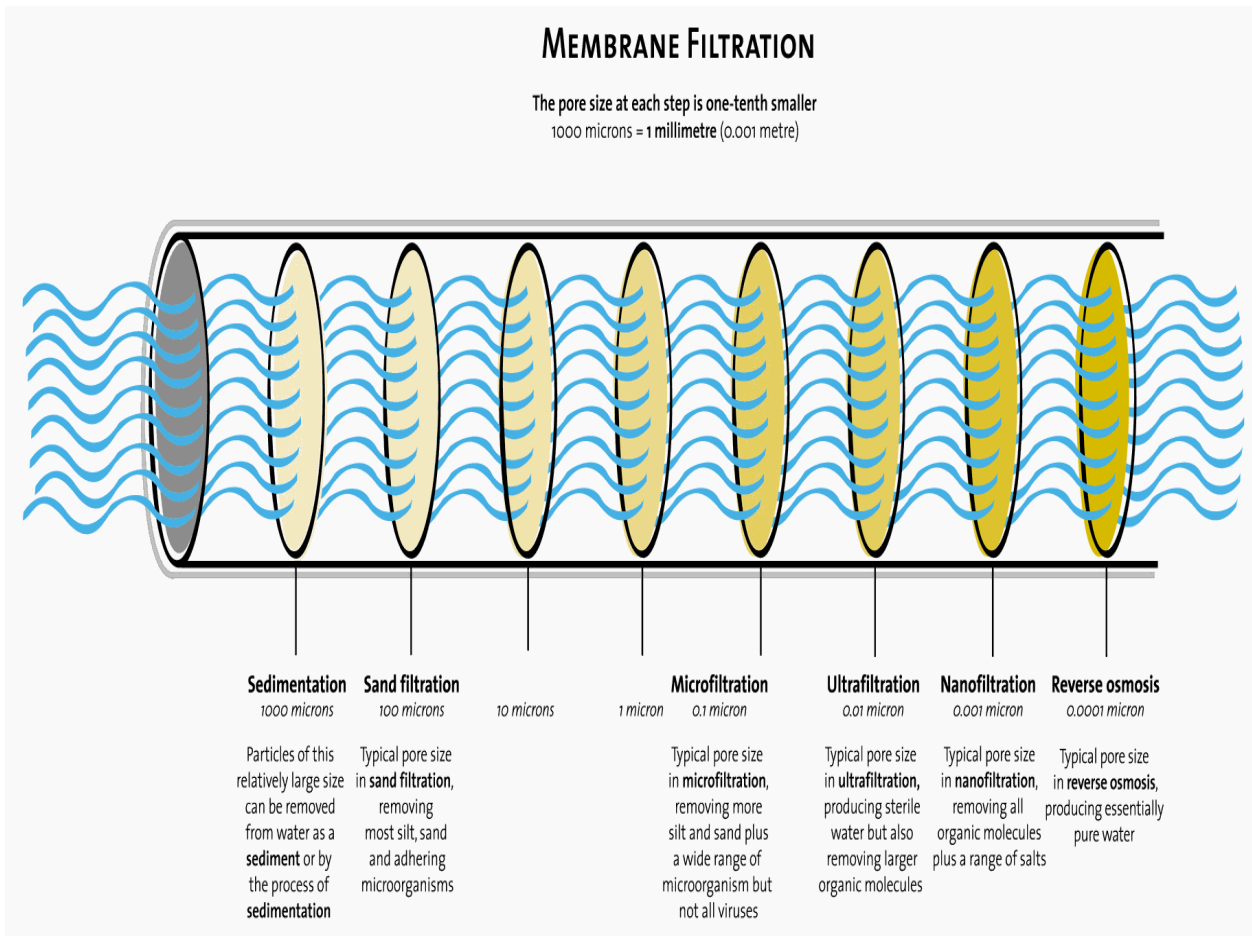 MEMBRANE FILTRATION
The pore size at each step is one-tenth smaller
1000 microns = 1 millimetre (0.001 metre)
Sedimentation
1000 microns
Particles of this
relatively large size
can be removed
from water as a
sediment or by
the process of
sedimentation
Sand filtration
100 microns
Typical pore size
in sand filtration,
removing
most silt, sand
and adhering
microorganisms
10 microns
1 micron
Microfiltration
0.1 micron
Typical pore size
in microfiltration,
removing more
silt and sand plus
a wide range of
microorganism but
not all viruses
Ultrafiltration
0.01 micron
Typical pore size
in ultrafiltration,
producing sterile
water but also
removing larger
organic molecules
Nanofiltration
0.001 micron
Typical pore size
in nanofiltration,
removing all
organic molecules
plus a range of salts
Reverse osmosis
0.0001 micron
Typical pore size
in reverse osmosis,
producing essentially
pure water